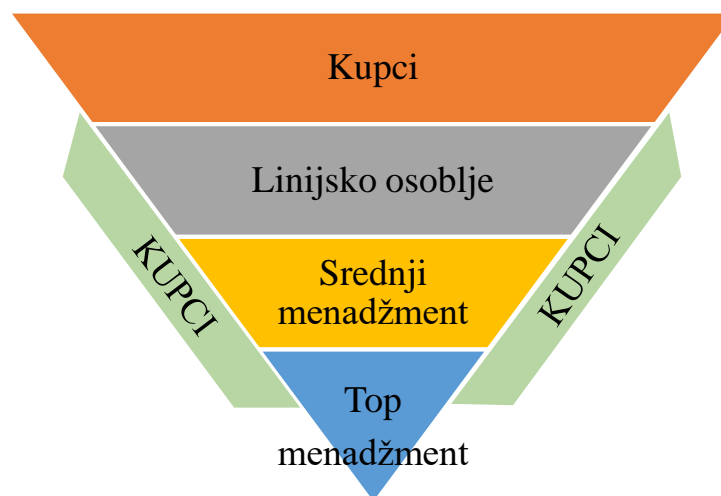 Kupci
Linijsko osoblje
KUPCI
Srednji
menadžment
KUPCI
Top
menadžment